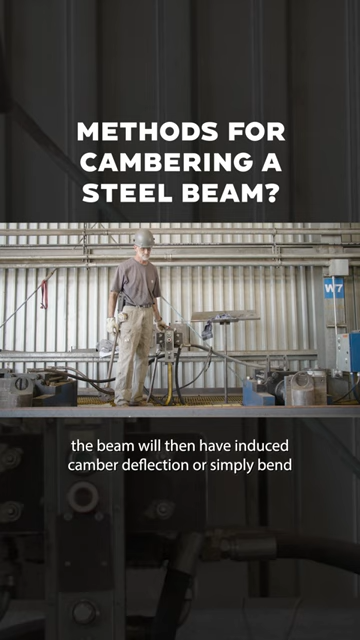 METHODS FOR
CAMBERING A
STEEL BEAM?
W7
the beam will then have induced
camber deflection or simply bend